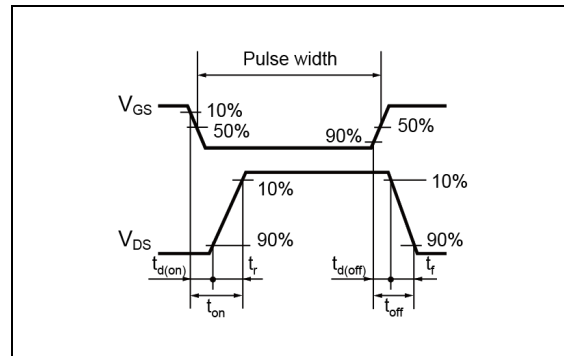 Pulse width
VGS
10%
50%
90%
50%
10%
10%
VDS
90%
90%
td(on)
tr
td(off)
tf
ton
toff